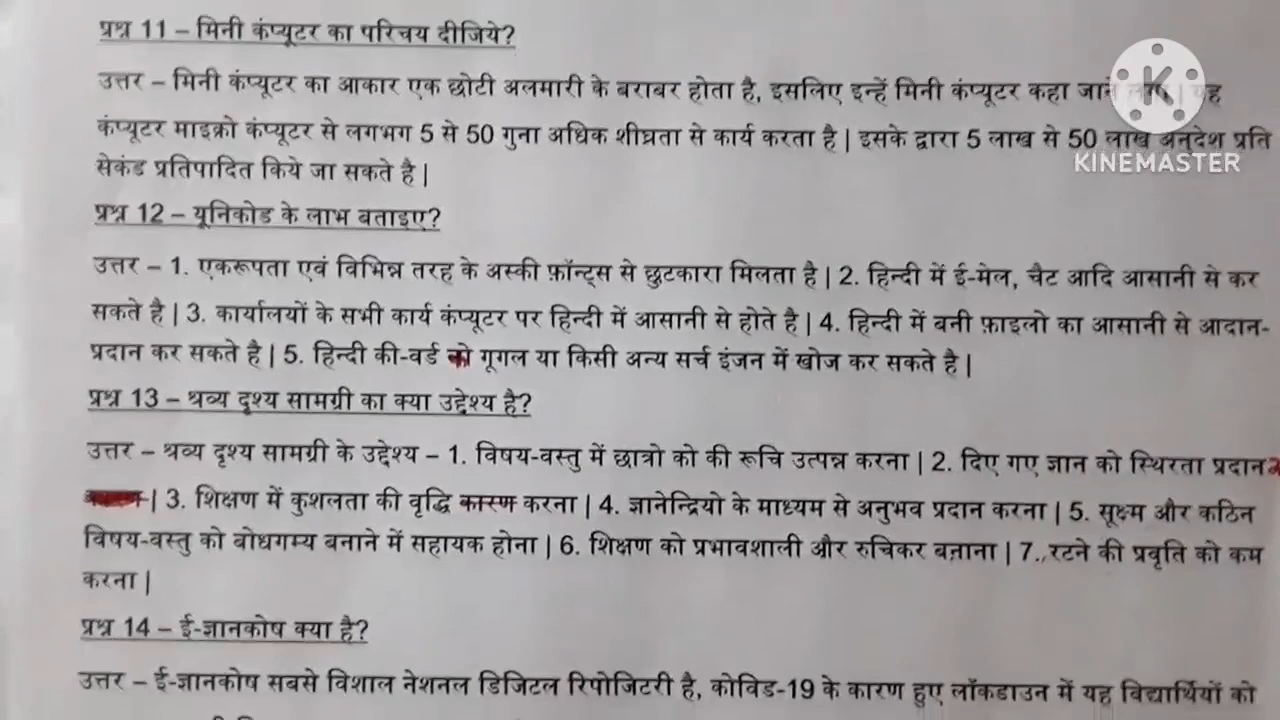 प्रश्न 11 – मिनी कंप्यूटर का परिचय दीजिये?
उत्तर – मिनी कंप्यूटर का आकार एक छोटी अलमारी के बराबर होता है, इसलिए इन्हें मिनी कंप्यूटर कहा जाने
कंप्यूटर माइक्रो कंप्यूटर से लगभग 5 से 50 गुना अधिक शीघ्रता से कार्य करता है | इसके द्वारा 5 लाख से 50 लाख अनुदेश प्रति
सेकंड प्रतिपादित किये जा सकते है |
प्रश्न 12 – यूनिकोड के लाभ बताइए?
उत्तर – 1. एकरूपता एवं विभिन्न तरह के अस्की फ़ॉन्ट्स से छुटकारा मिलता है | 2. हिन्दी में ई-मेल, चैट आदि आसानी से कर
सकते है | 3. कार्यालयों के सभी कार्य कंप्यूटर पर हिन्दी में आसानी से होते है | 4. हिन्दी में बनी फ़ाइलो का आसानी से आदान-
प्रदान कर सकते है | 5. हिन्दी की-वर्ड को गूगल या किसी अन्य सर्च इंजन में खोज कर सकते है |
प्रश्न 13 – श्रव्य दृश्य सामग्री का क्या उद्देश्य है?
उत्तर – श्रव्य दृश्य सामग्री के उद्देश्य – 1. विषय-वस्तु में छात्रो को की रूचि उत्पन्न करना | 2. दिए गए ज्ञान को स्थिरता प्रदान
| 3. शिक्षण में कुशलता की वृद्धि कारण करना | 4. ज्ञानेन्द्रियो के माध्यम से अनुभव प्रदान करना | 5. सूक्ष्म और कठिन
विषय-वस्तु को बोधगम्य बनाने में सहायक होना | 6. शिक्षण को प्रभावशाली और रुचिकर बनाना | 7. रटने की प्रवृति को कम
करना |
प्रश्न 14 – ई-ज्ञानकोष क्या है?
उत्तर – ई-ज्ञानकोष सबसे विशाल नेशनल डिजिटल रिपोजिटरी है, कोविड-19 के कारण हुए लॉकडाउन में यह विद्यार्थियों को
K
KINEMASTER